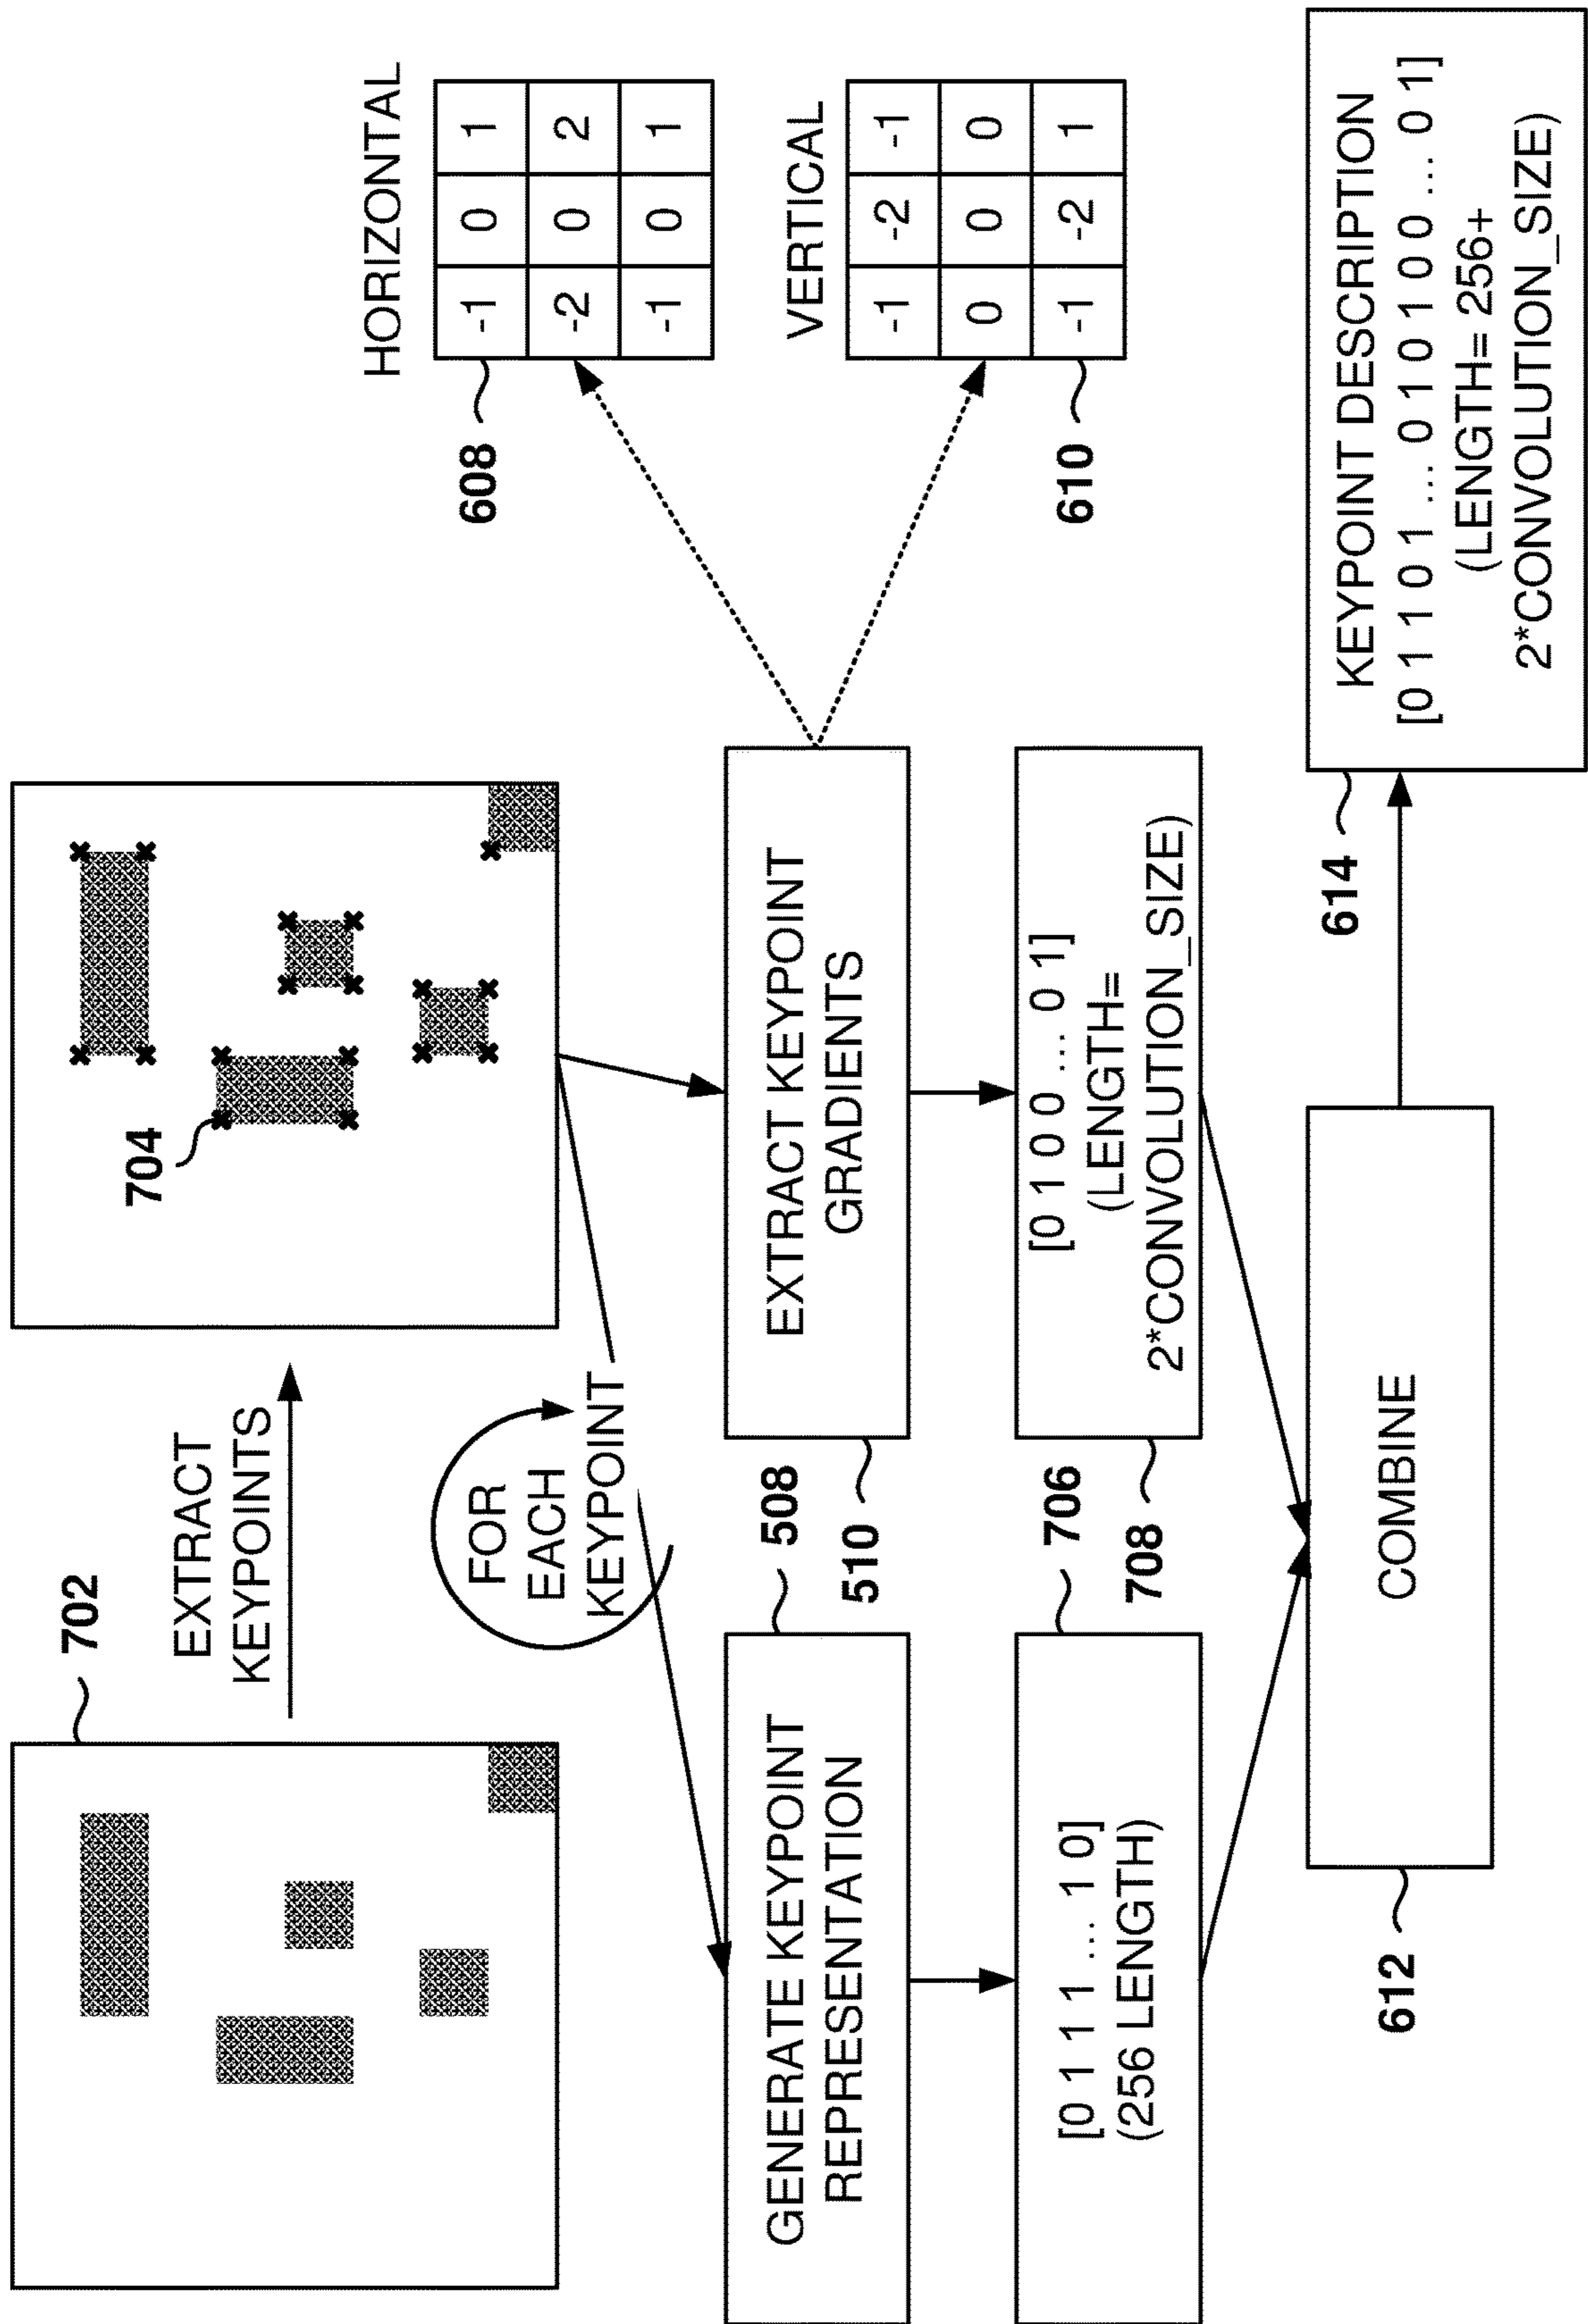 702
EXTRACT
KEYPOINTS
704
FOR
EACH
KEYPOINT
HORIZONTAL
608
-1 0 1
-2 0 2
-1 0 1
GENERATE KEYPOINT
REPRESENTATION
508
510
EXTRACT KEYPOINT
GRADIENTS
VERTICAL
-1 -2 -1
0 0 0
-1 -2 1
610
[0 1 1 1 ... 1 0]
(256 LENGTH)
706
708
[0 1 0 0 ... 0 1]
(LENGTH=
2*CONVOLUTION_SIZE)
612
COMBINE
614
KEYPOINT DESCRIPTION
[0 1 1 0 1 ... 0 1 0 1 0 0 ... 0 1]
(LENGTH= 256+
2*CONVOLUTION_SIZE)